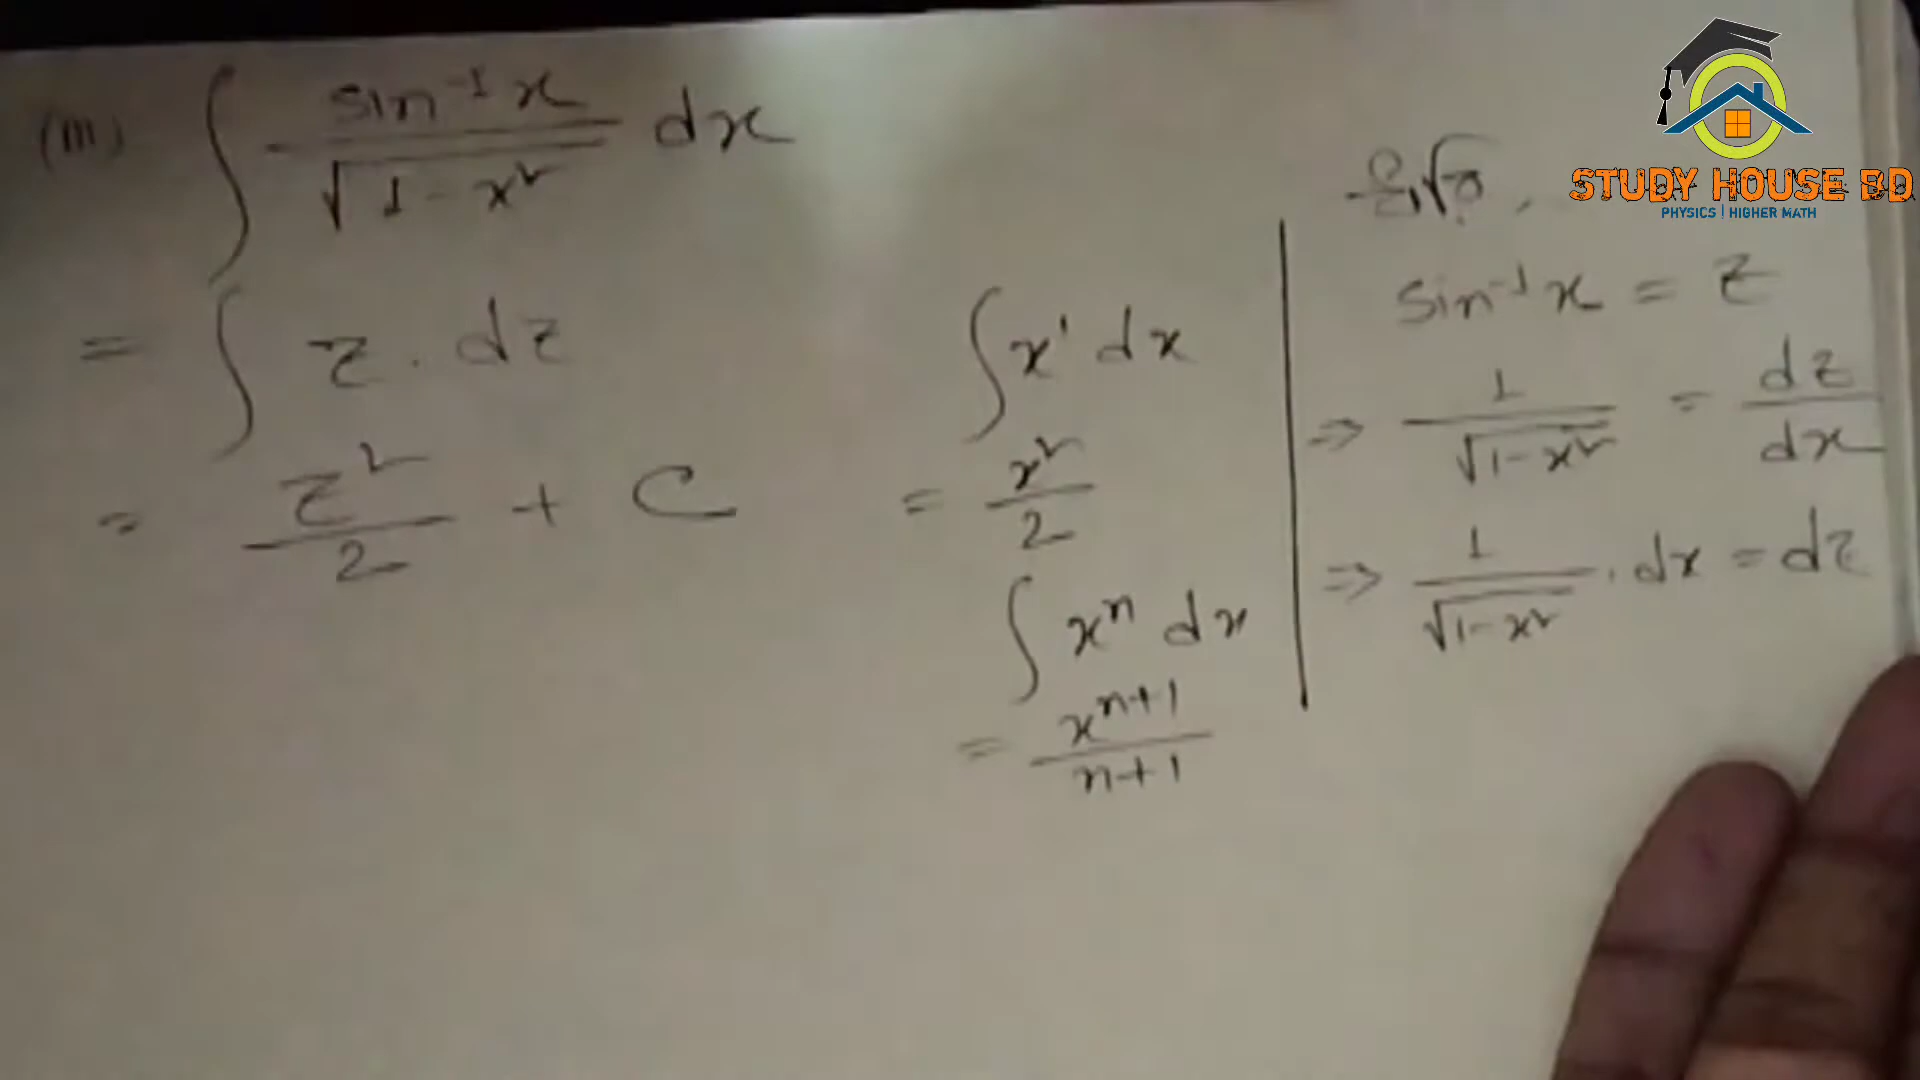 (iii) ∫ sin⁻¹x / √1-x² dx
= ∫ z . dz
= z²/2 + C
∫ x¹ dx
= x²/2
∫ xⁿ dx
= xⁿ⁺¹ / n+1
ধরি,
sin⁻¹x = z
⇒ 1/√1-x² = dz/dx
⇒ 1/√1-x² . dx = dz
STUDY HOUSE BD
PHYSICS | HIGHER MATH